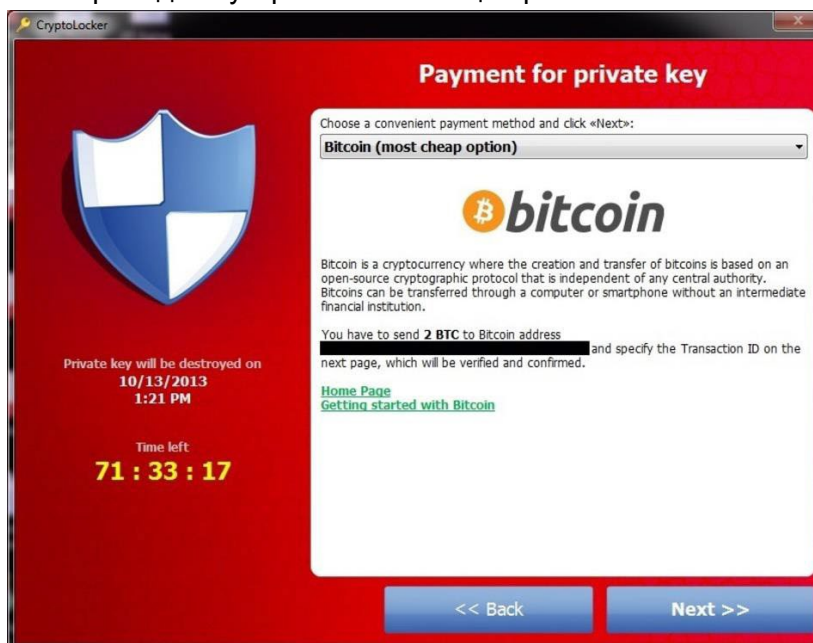 CryptoLocker
Payment for private key
Choose a convenient payment method and click «Next»:
Bitcoin (most cheap option)
bitcoin
Bitcoin is a cryptocurrency where the creation and transfer of bitcoins is based on an
open-source cryptographic protocol that is independent of any central authority.
Bitcoins can be transferred through a computer or smartphone without an intermediate
financial institution.
You have to send 2 BTC to Bitcoin address
and specify the Transaction ID on the
next page, which will be verified and confirmed.
Home Page
Getting started with Bitcoin
Private key will be destroyed on
10/13/2013
1:21 PM
Time left
71 : 33 : 17
<< Back
Next >>